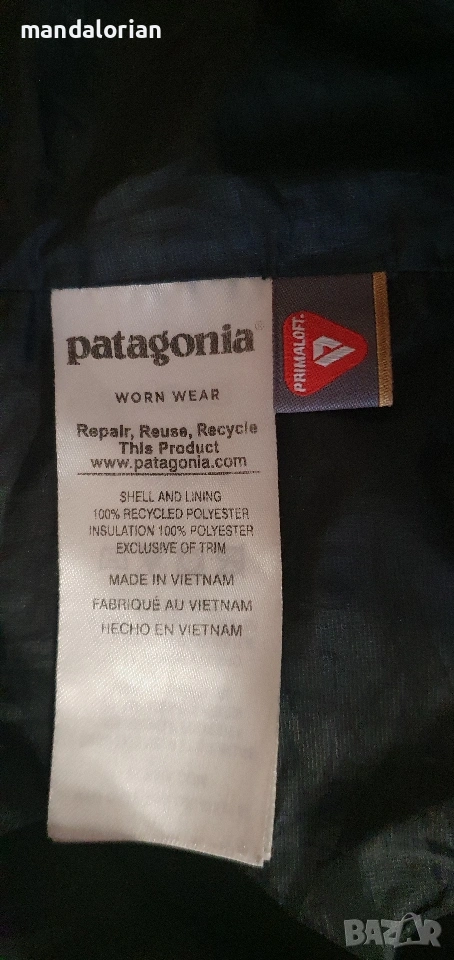 mandalorian
patagonia®
WORN WEAR
Repair, Reuse, Recycle
This Product
www.patagonia.com
SHELL AND LINING
100% RECYCLED POLYESTER
INSULATION 100% POLYESTER
EXCLUSIVE OF TRIM
MADE IN VIETNAM
FABRIQUÉ AU VIETNAM
HECHO EN VIETNAM
PRIMALOFT.
BAZAR